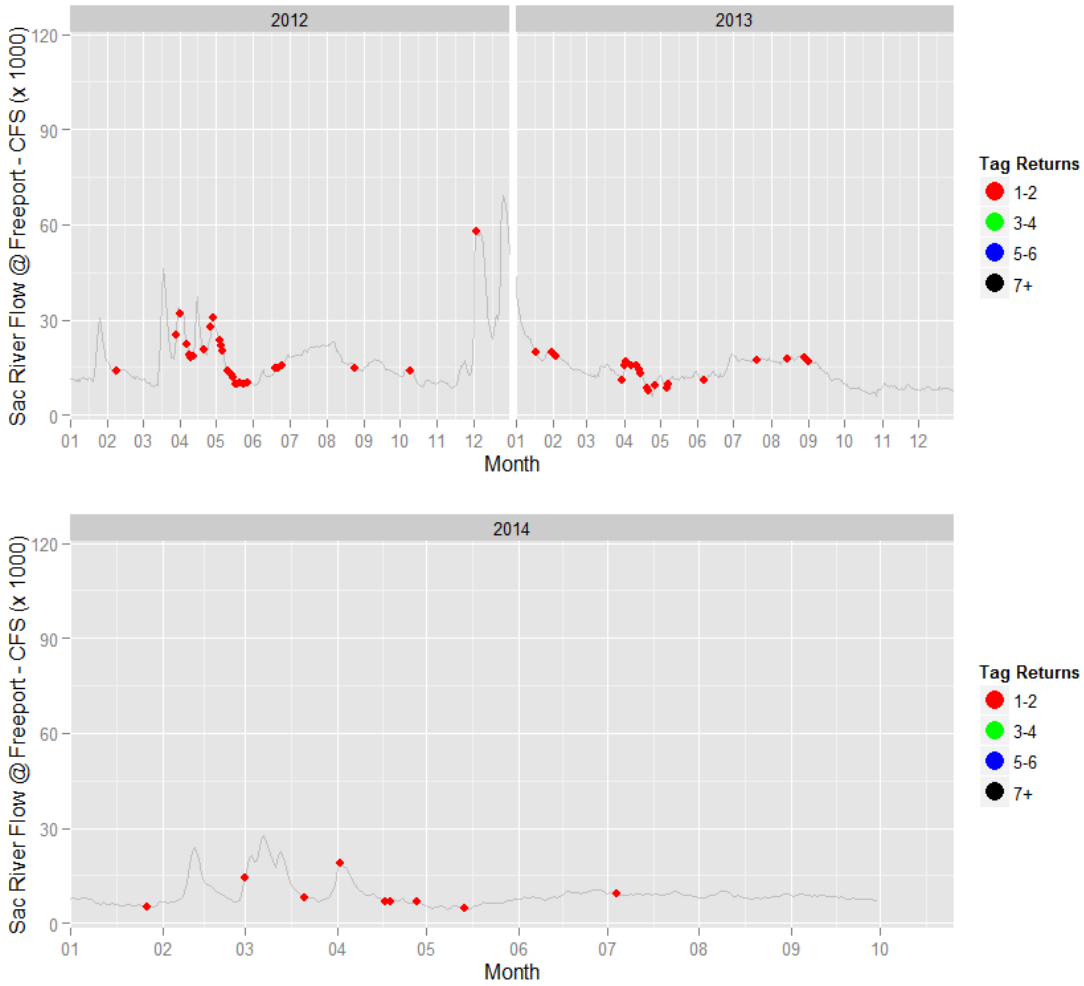 2012 2013
Sac River Flow @ Freeport - CFS (x 1000)
120
90
60
30
0
01 02 03 04 05 06 07 08 09 10 11 12 01 02 03 04 05 06 07 08 09 10 11 12
Month
Tag Returns
1-2
3-4
5-6
7+
2014
Sac River Flow @ Freeport - CFS (x 1000)
120
90
60
30
0
01 02 03 04 05 06 07 08 09 10
Month
Tag Returns
1-2
3-4
5-6
7+